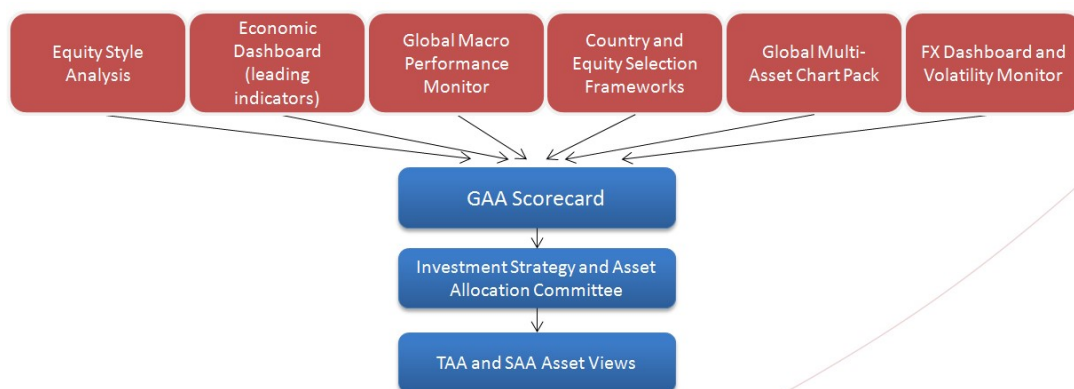 Equity Style
Analysis
Economic
Dashboard
(leading
indicators)
Global Macro
Performance
Monitor
Country and
Equity Selection
Frameworks
Global Multi-
Asset Chart Pack
FX Dashboard and
Volatility Monitor
GAA Scorecard
Investment Strategy and Asset
Allocation Committee
TAA and SAA Asset Views